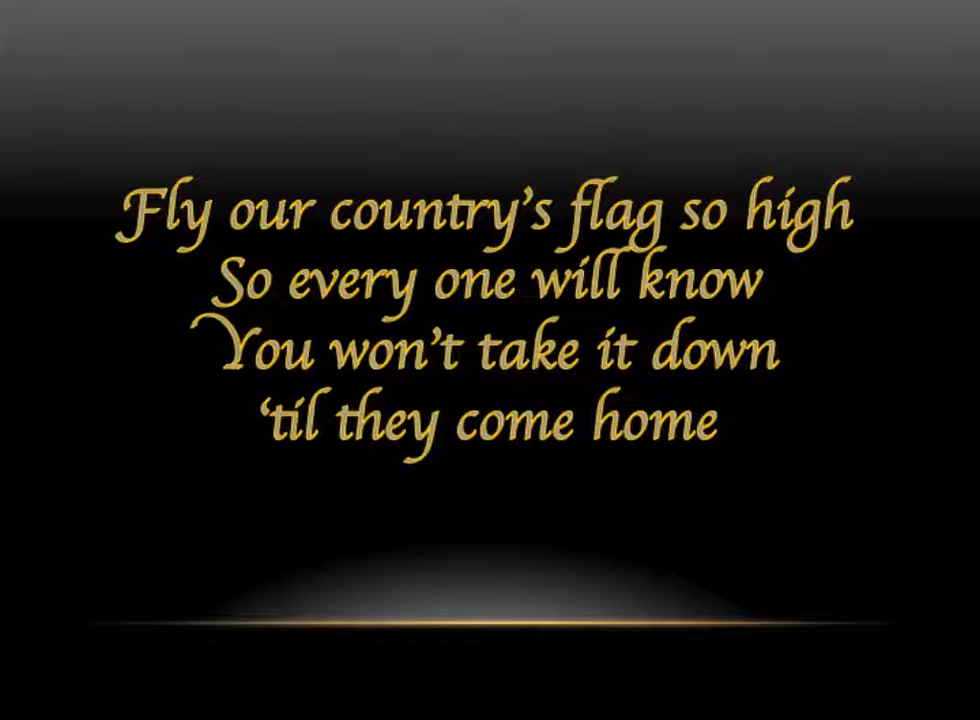 Fly our country’s flag so high
So every one will know
You won’t take it down
‘til they come home